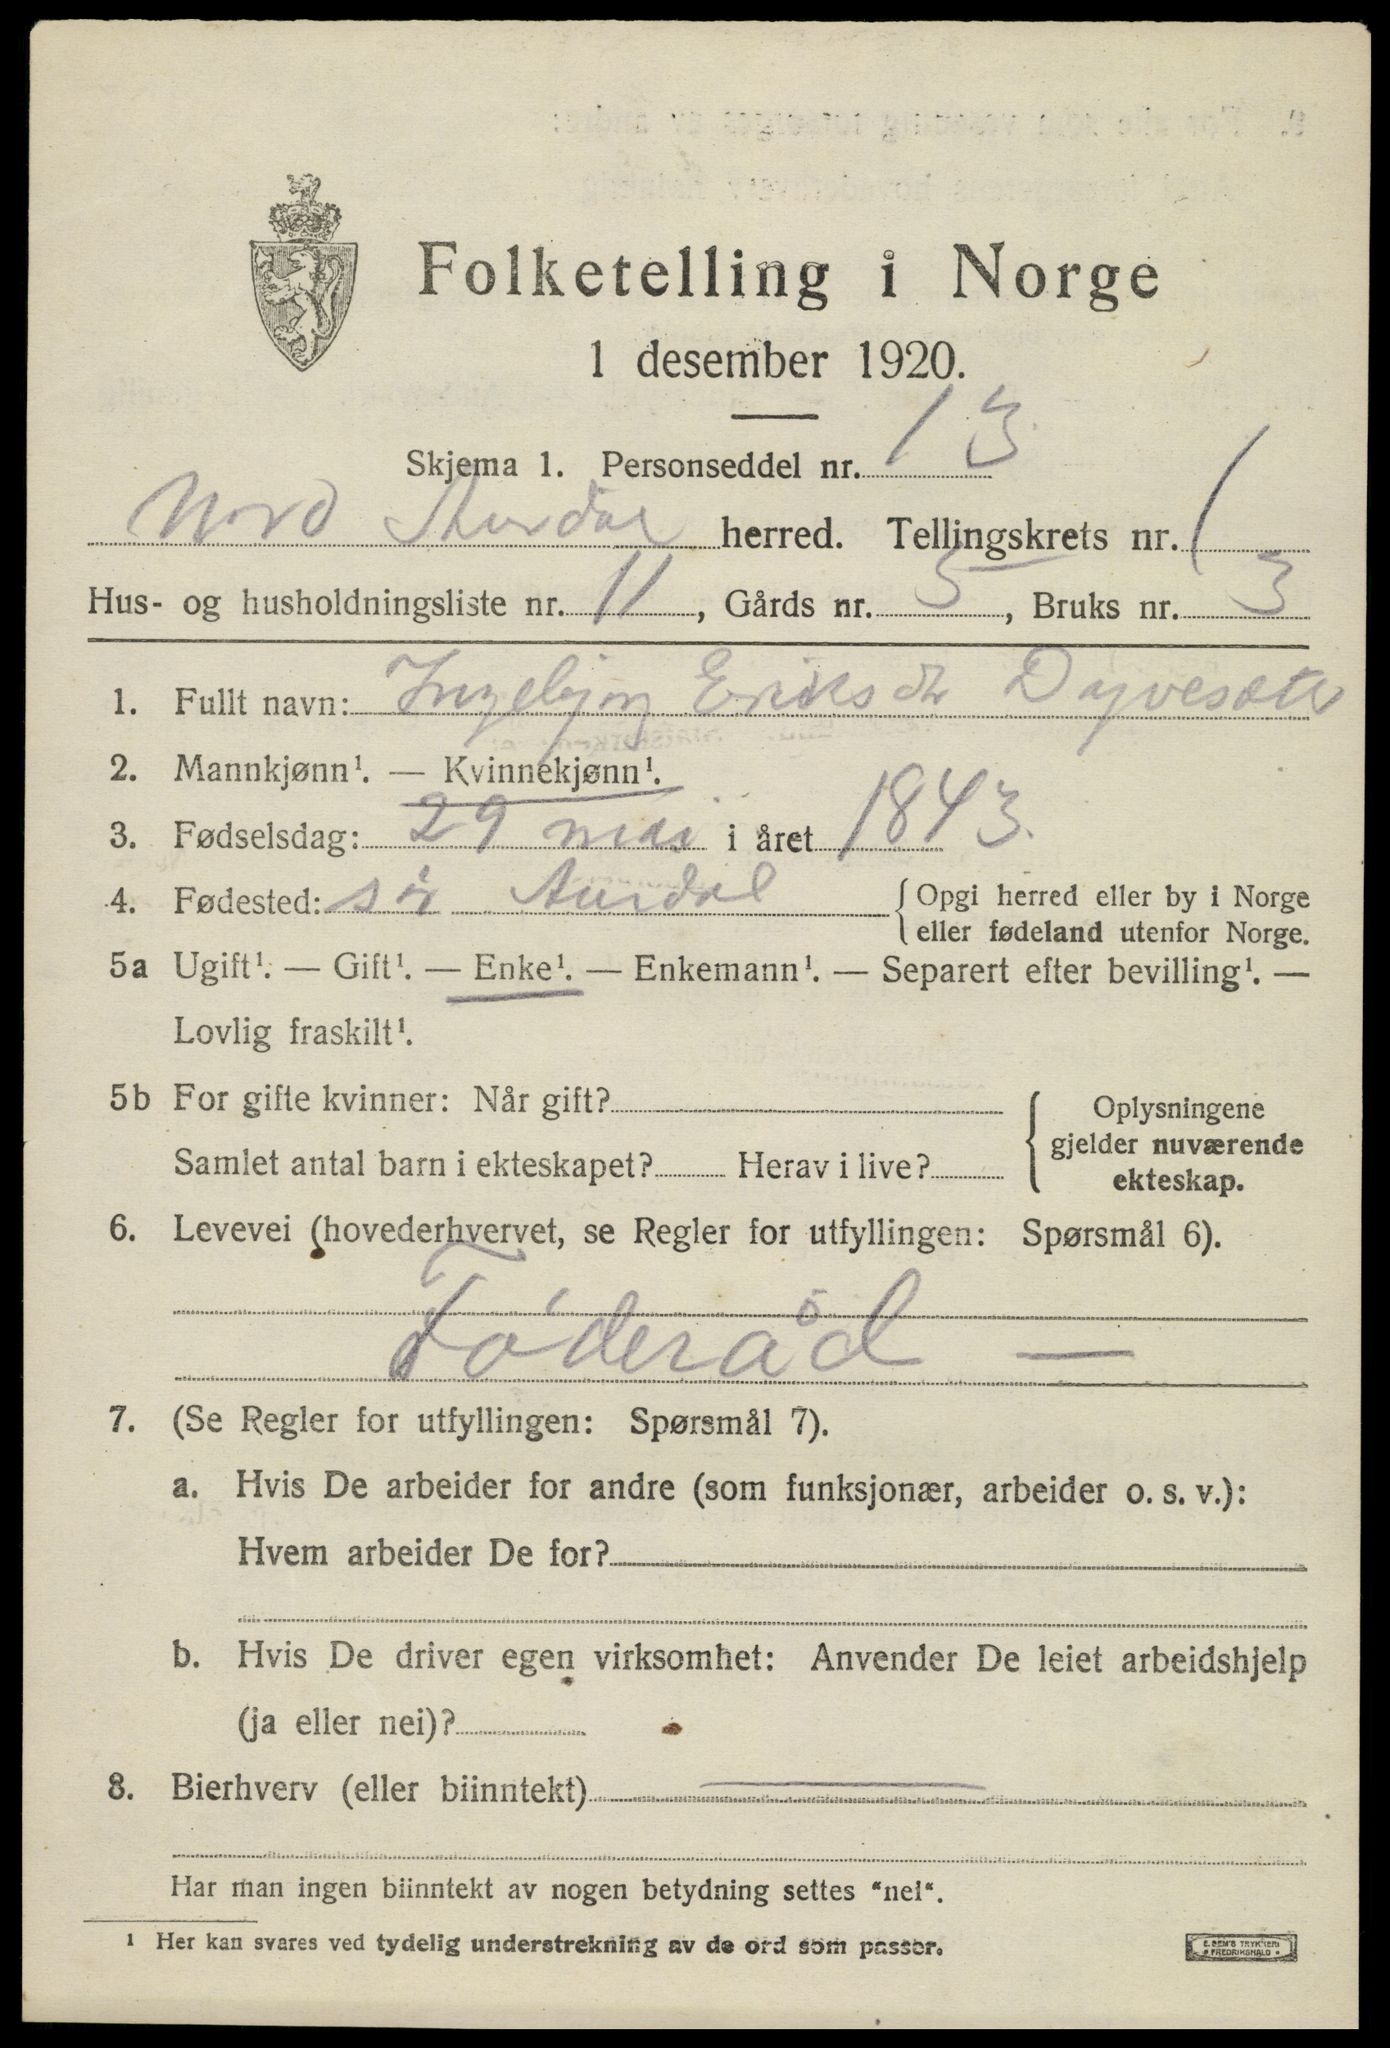 Folketelling i Norge
1 desember 1920.
Skjema 1. Personseddel nr. 13
Nord Aurdal herred. Tellingskrets nr. 1
Hus- og husholdningsliste nr. 11, Gårds nr. 5, Bruks nr. 3
1. Fullt navn: Ingebjørg Eriksdtr
2. Mannkjønn¹. — Kvinnekjønn¹.
3. Fødselsdag: 29 mai i året 1843.
4. Fødested: sör Aurdal { Opgi herred eller by i Norge
eller fødeland utenfor Norge.
5a Ugift¹. — Gift¹. — Enke¹. — Enkemann¹. — Separert efter bevilling¹. —
Lovlig fraskilt¹.
5b For gifte kvinner: Når gift? { Oplysningene
gjelder nuværende
Samlet antal barn i ekteskapet? Herav i live?
ekteskap.
6. Levevei (hovederhvervet, se Regler for utfyllingen: Spørsmål 6).
Föderåd —
7. (Se Regler for utfyllingen: Spørsmål 7).
a. Hvis De arbeider for andre (som funksjonær, arbeider o. s. v.):
Hvem arbeider De for?
b. Hvis De driver egen virksomhet: Anvender De leiet arbeidshjelp
(ja eller nei)?
8. Bierhverv (eller biinntekt) —
Har man ingen biinntekt av nogen betydning settes "nei".
¹ Her kan svares ved tydelig understrekning av de ord som passer.
E. SEM'S TRYKKERI
• FREDRIKSHALD •